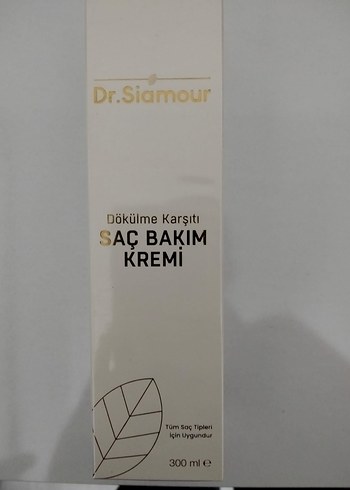 Dr.Siamour
Dökülme Karşıtı
SAÇ BAKIM
KREMİ
Tüm Saç Tipleri
İçin Uygundur
300 ml ℮